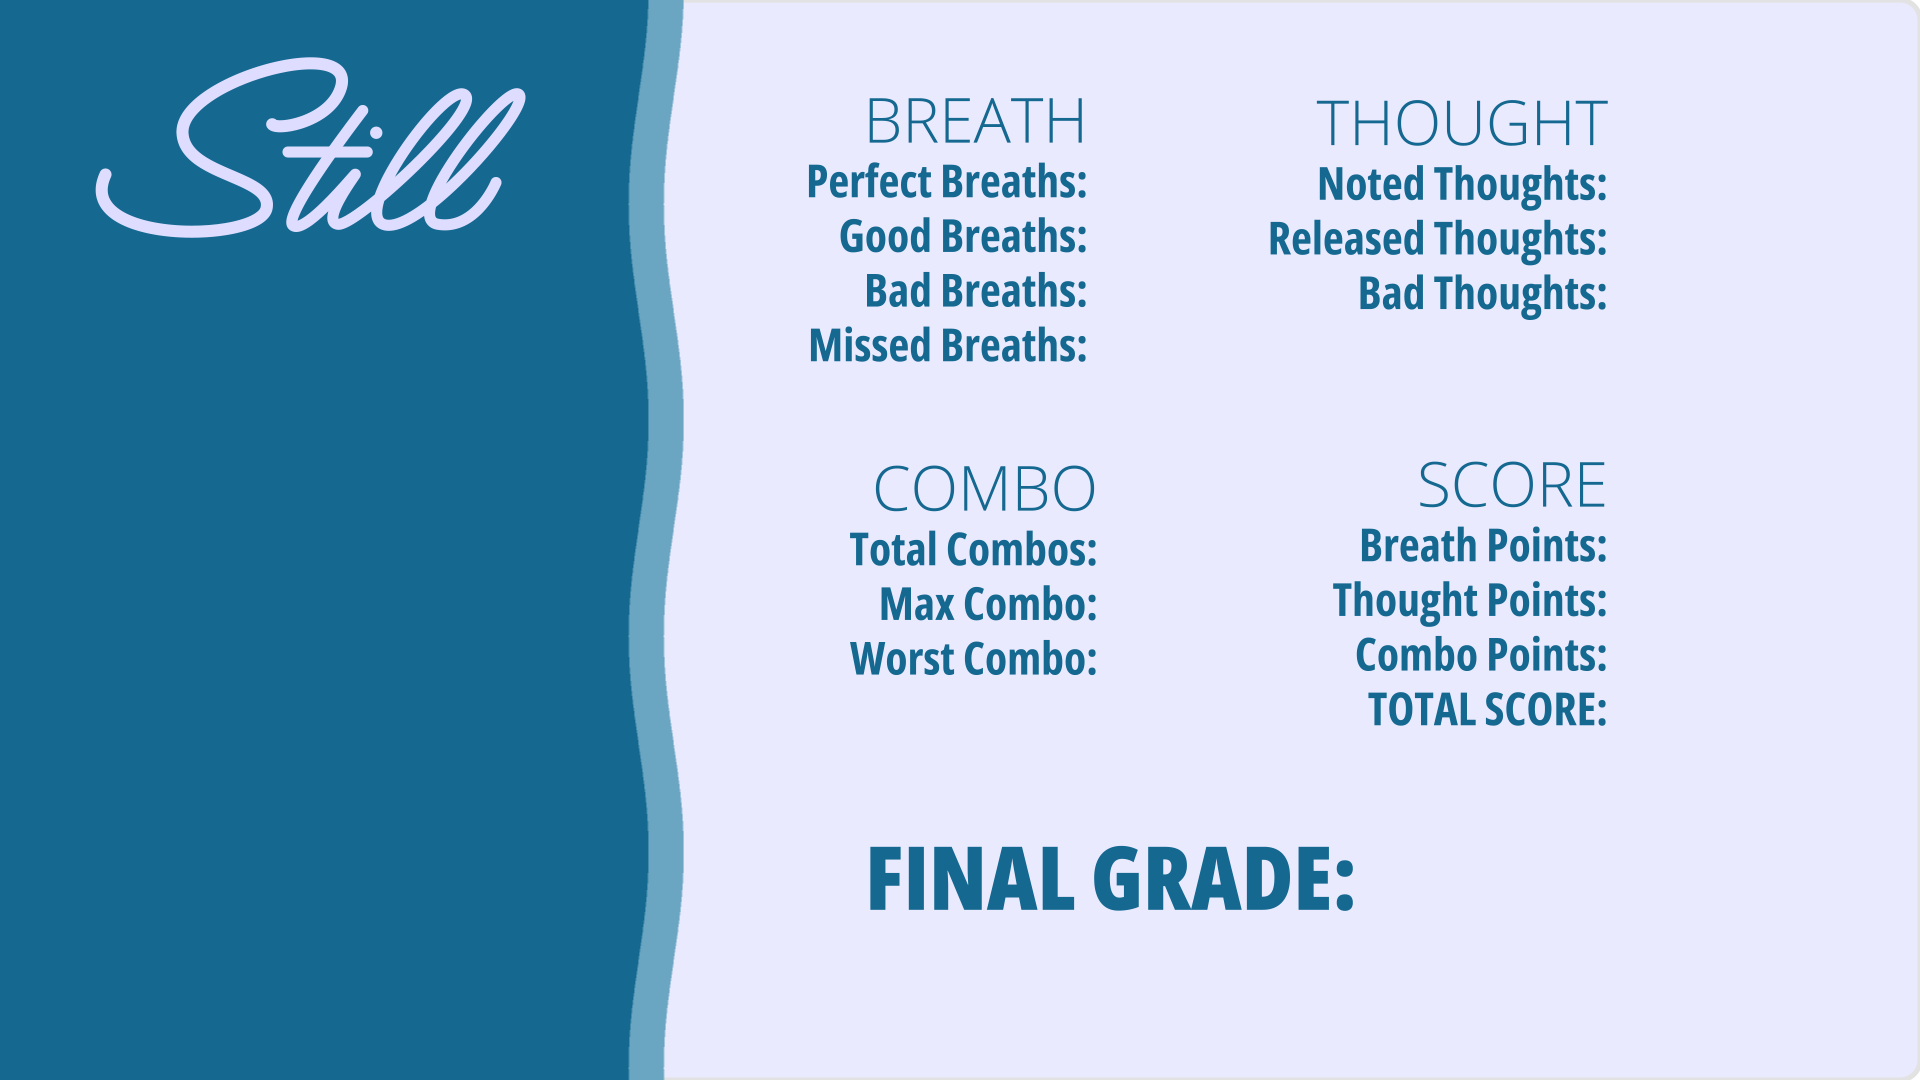 Still
BREATH
Perfect Breaths:
Good Breaths:
Bad Breaths:
Missed Breaths:
THOUGHT
Noted Thoughts:
Released Thoughts:
Bad Thoughts:
COMBO
Total Combos:
Max Combo:
Worst Combo:
SCORE
Breath Points:
Thought Points:
Combo Points:
TOTAL SCORE:
FINAL GRADE: